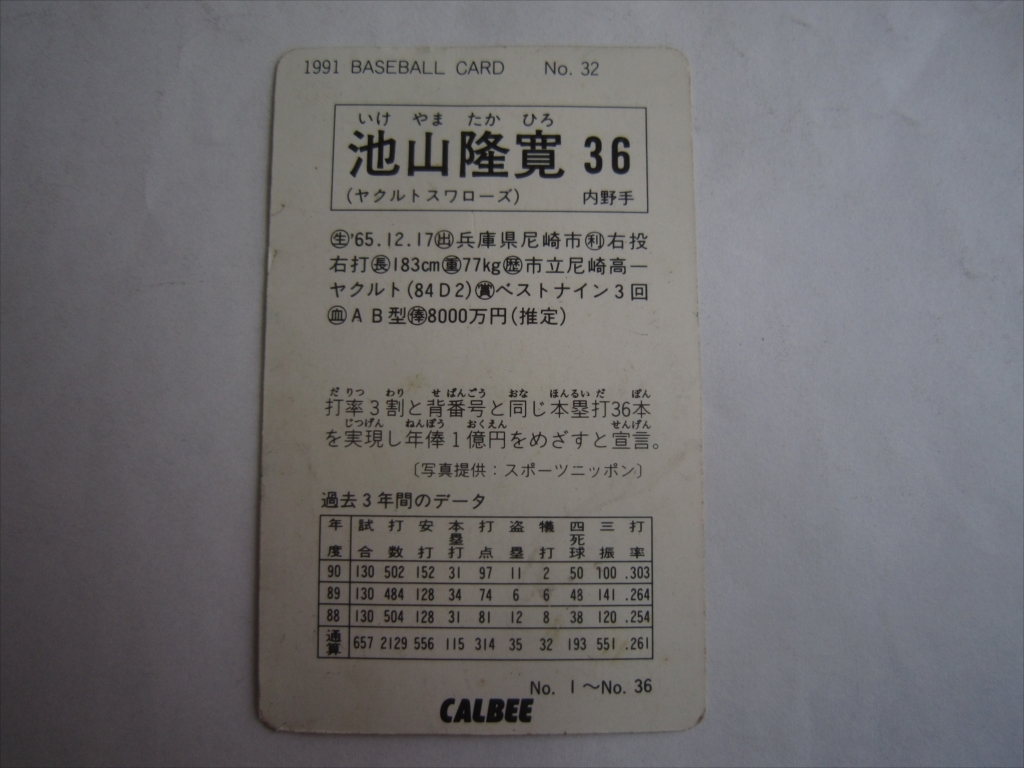 1991 BASEBALL CARD No. 32
いけ やま たか ひろ
池山隆寛 36
(ヤクルトスワローズ) 内野手
㊤'65.12.17㊦兵庫県尼崎市㊒右投
右打㊐183cm㊥77kg㊭市立尼崎高―
ヤクルト(84D2)㊝ベストナイン3回
㊋AB型㊬8000万円(推定)
だ りつ わり せ ばんごう おな ほんるい だ ぽん
打率3割と背番号と同じ本塁打36本
じつげん ねんぽう おくえん せんげん
を実現し年俸1億円をめざすと宣言。
〔写真提供:スポーツニッポン〕
過去3年間のデータ
年度 試合 打数 安打 本塁打 打点 盗塁 犠打 四死球 三振 打率
90 130 502 152 31 97 11 2 50 100 .303
89 130 484 128 34 74 6 6 48 141 .264
88 130 504 128 31 81 12 8 38 120 .254
通算 657 2129 556 115 314 35 32 193 551 .261
No. 1 ~No. 36
CALBEE